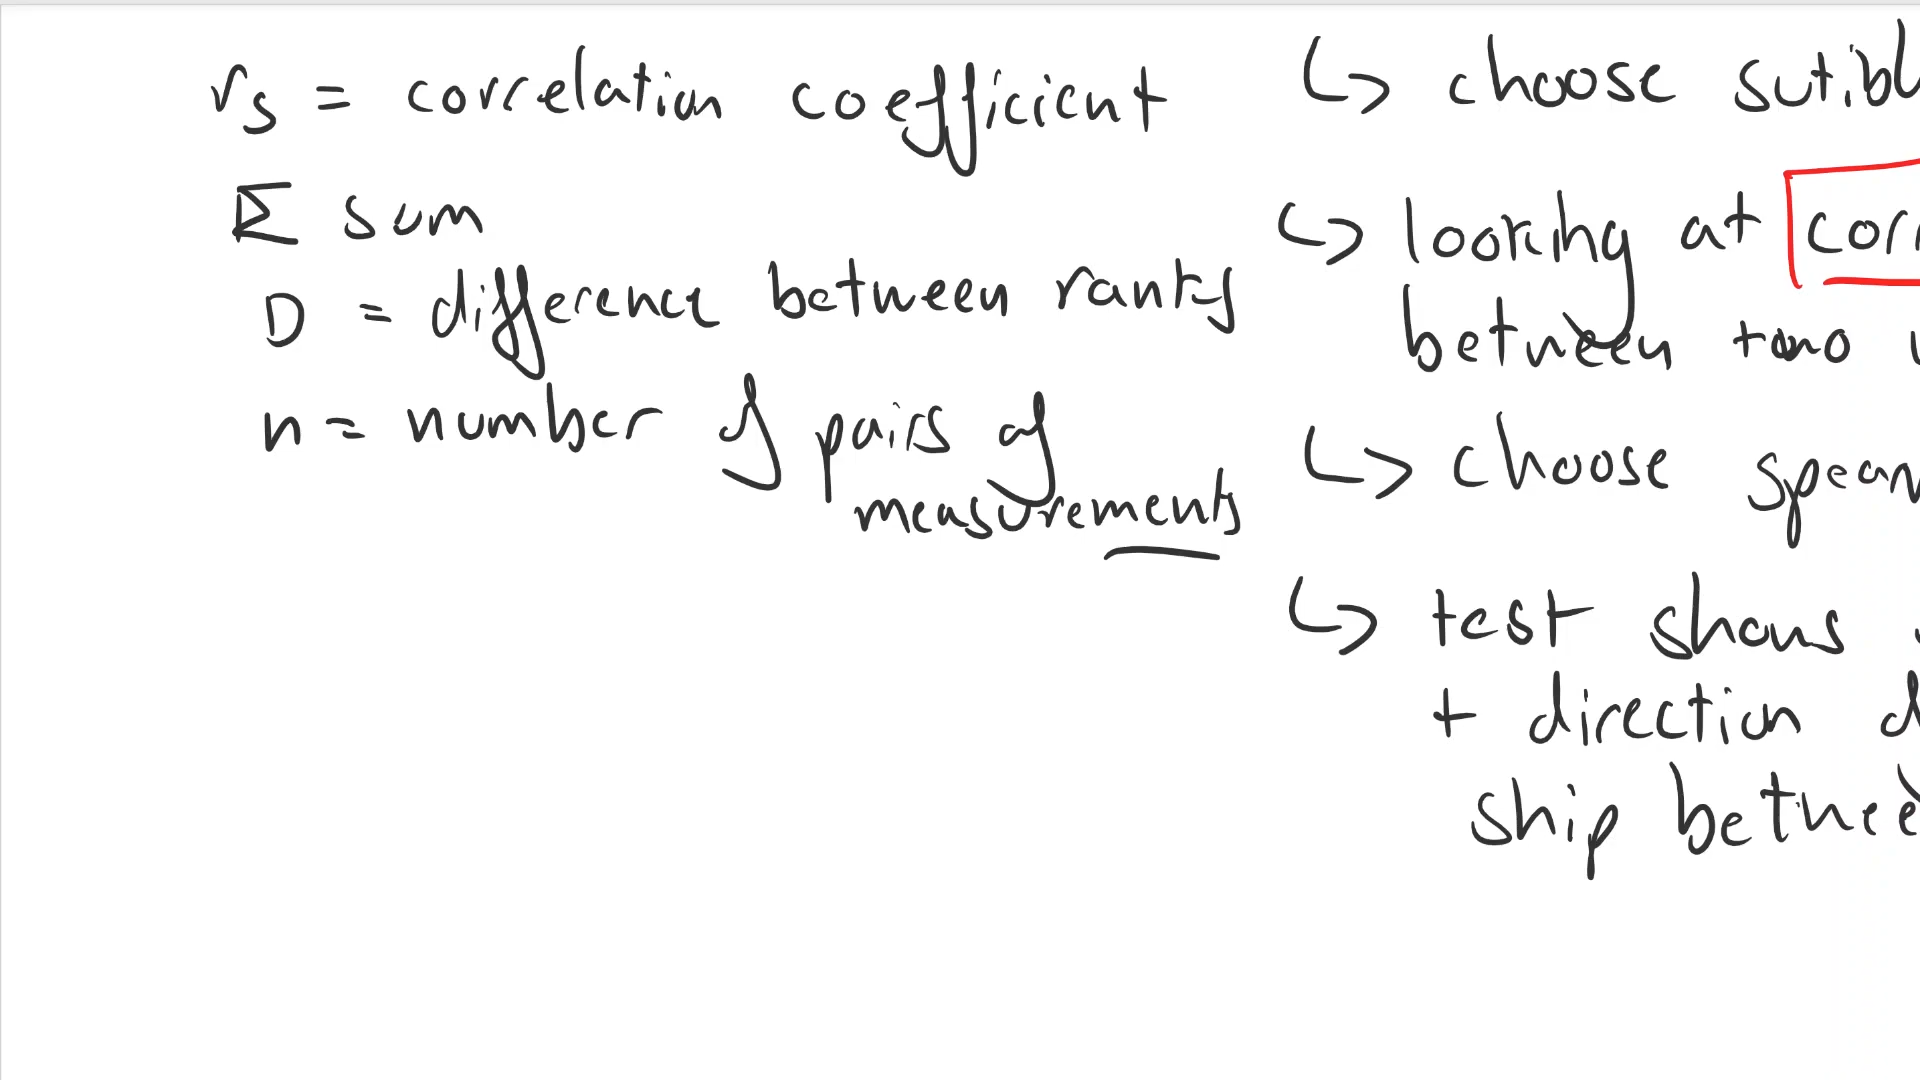 rs = correlation coefficient
Σ sum
D = difference between ranks
n = number of pairs of
measurements
↳ choose
↳ looking at
between two
↳ choose
↳ test shows
+ direction
ship